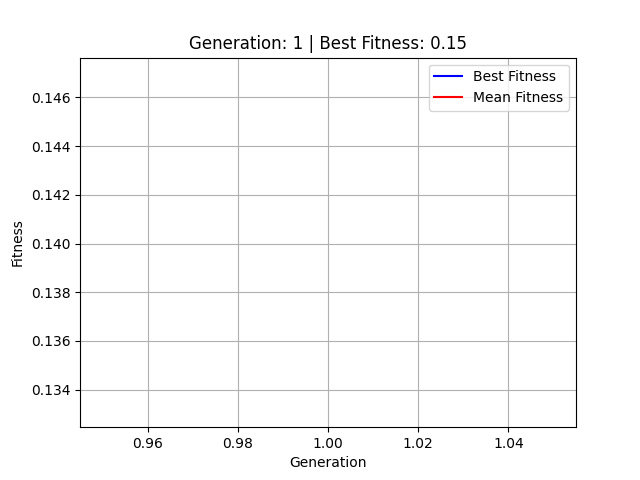 Generation: 1 | Best Fitness: 0.15
Best Fitness
Mean Fitness
0.146
0.144
0.142
0.140
0.138
0.136
0.134
Fitness
0.96 0.98 1.00 1.02 1.04
Generation